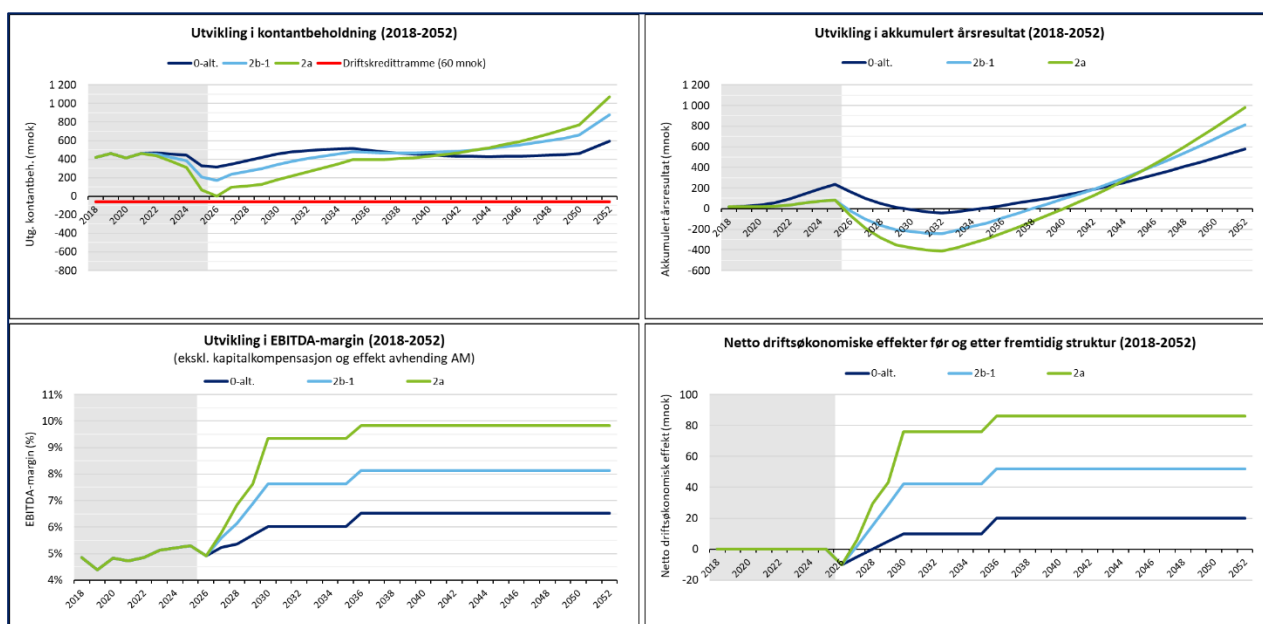 Utvikling i kontantbeholdning (2018-2052)
0-alt. 2b-1 2a Driftskredittramme (60 mnok)
Utg. kontantbeh. (mnok)
1 200
1 000
800
600
400
200
0
-200
-400
-600
-800
2018 2020 2022 2024 2026 2028 2030 2032 2034 2036 2038 2040 2042 2044 2046 2048 2050 2052
Utvikling i akkumulert årsresultat (2018-2052)
0-alt. 2b-1 2a
Akkumulert årsresultat (mnok)
1 200
1 000
800
600
400
200
0
-200
-400
-600
2018 2020 2022 2024 2026 2028 2030 2032 2034 2036 2038 2040 2042 2044 2046 2048 2050 2052
Utvikling i EBITDA-margin (2018-2052)
(ekskl. kapitalkompensasjon og effekt avhending AM)
0-alt. 2b-1 2a
EBITDA-margin (%)
11%
10%
9%
8%
7%
6%
5%
4%
2018 2020 2022 2024 2026 2028 2030 2032 2034 2036 2038 2040 2042 2044 2046 2048 2050 2052
Netto driftsøkonomiske effekter før og etter fremtidig struktur (2018-2052)
0-alt. 2b-1 2a
Netto driftsøkonomisk effekt (mnok)
100
80
60
40
20
0
-20
2018 2020 2022 2024 2026 2028 2030 2032 2034 2036 2038 2040 2042 2044 2046 2048 2050 2052